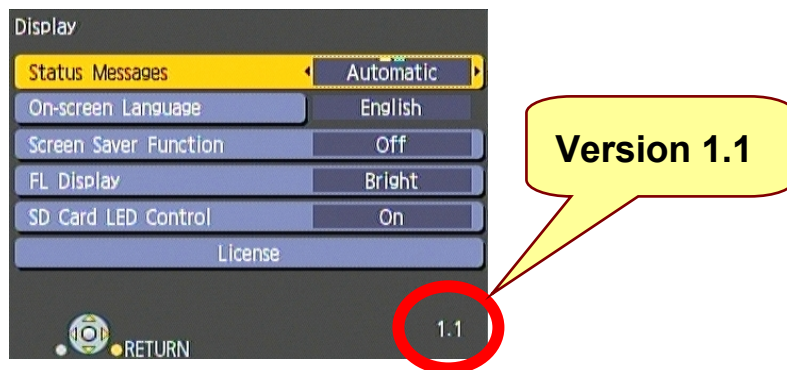 Display
Status Messages Automatic
On-screen Language English
Screen Saver Function Off
FL Display Bright
SD Card LED Control On
License
1.1
RETURN
Version 1.1